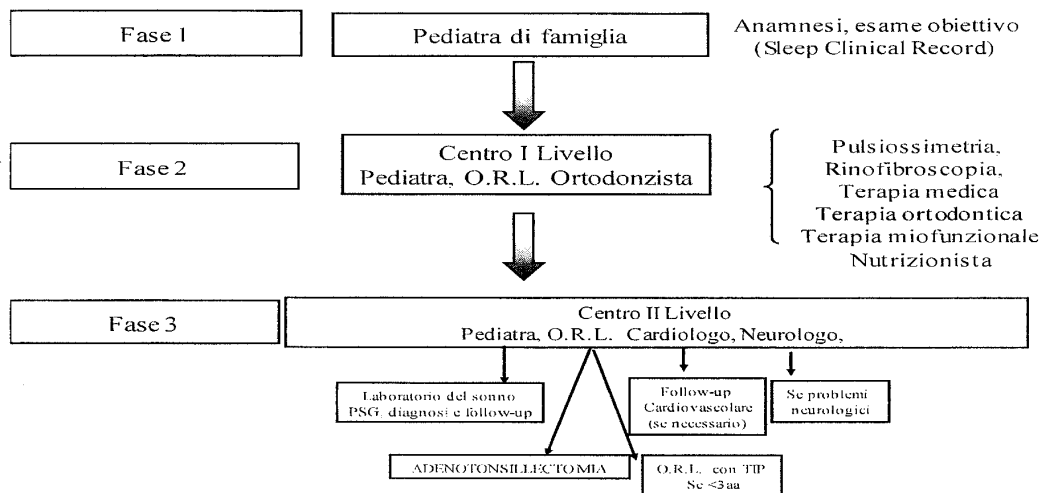 Fase 1
Pediatra di famiglia
Anamnesi, esame obiettivo
(Sleep Clinical Record)
Fase 2
Centro I Livello
Pediatra, O.R.L. Ortodonzista
Pulsiossimetria,
Rinofibroscopia,
Terapia medica
Terapia ortodontica
Terapia miofunzionale
Nutrizionista
Fase 3
Centro II Livello
Pediatra, O.R.L. Cardiologo, Neurologo,
Laboratorio del sonno
PSG, diagnosi e follow-up
Follow-up
Cardiovascolare
(se necessario)
Se problemi
neurologici
ADENOTONSILLECTOMIA
O.R.L. con TIP
Se <3aa